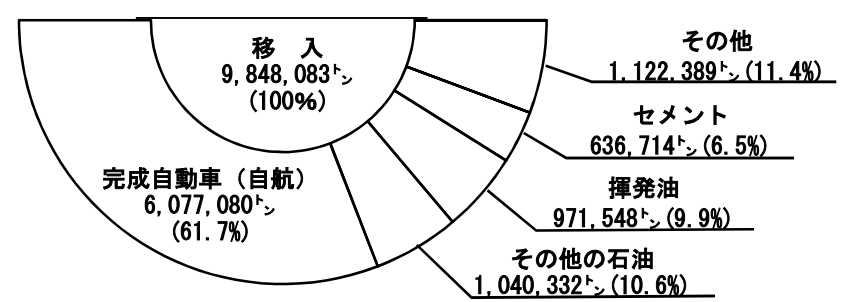 移　入
9,848,083㌧
(100%)
完成自動車（自航）
6,077,080㌧
(61.7%)
その他
1,122,389㌧(11.4%)
セメント
636,714㌧(6.5%)
揮発油
971,548㌧(9.9%)
その他の石油
1,040,332㌧(10.6%)